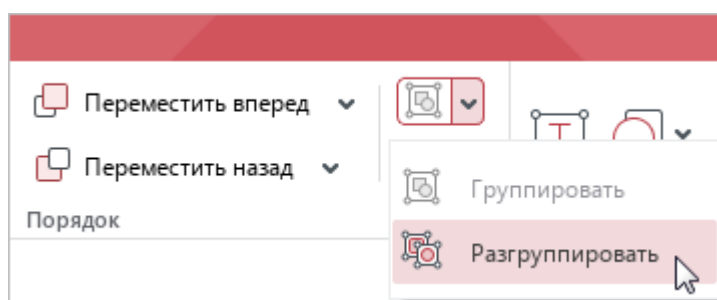 Переместить вперед
Переместить назад
Порядок
Группировать
Разгруппировать